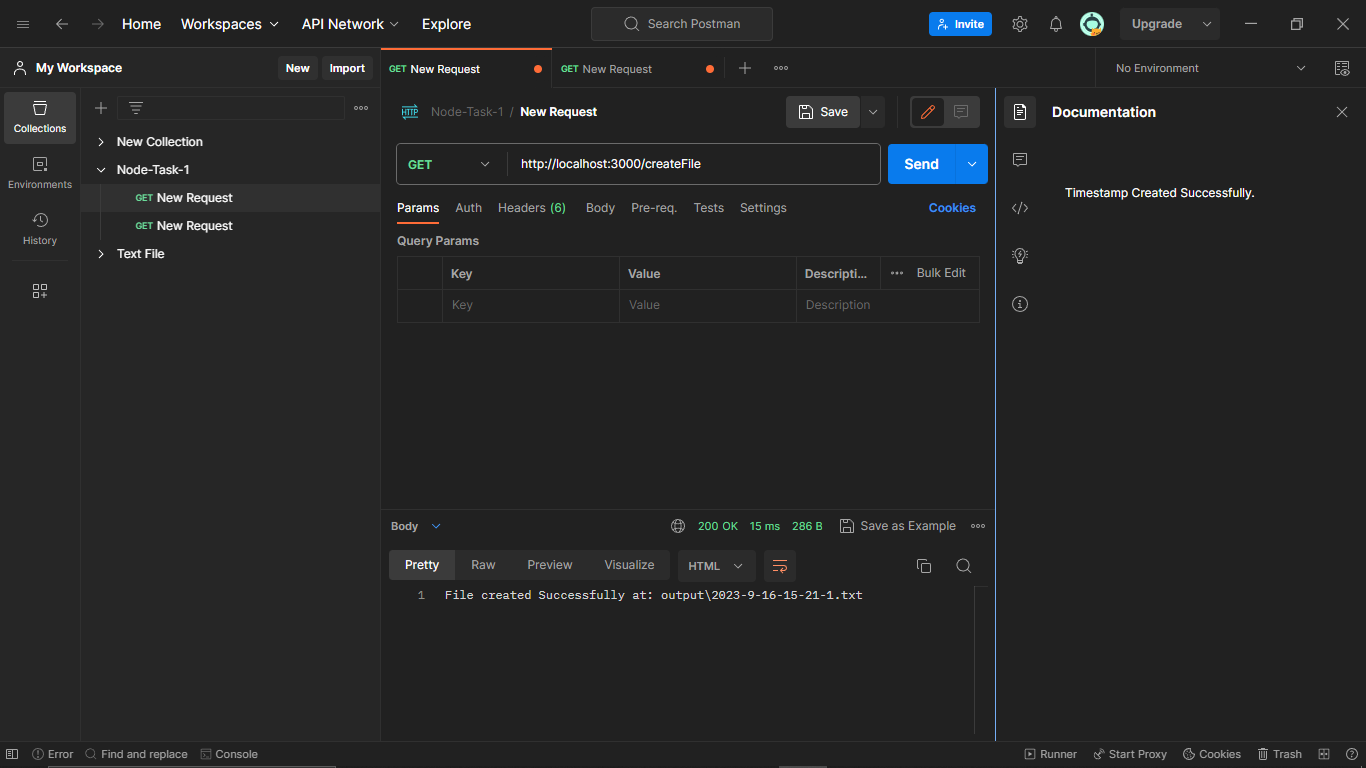 Home Workspaces API Network Explore Search Postman Invite Upgrade
My Workspace New Import GET New Request GET New Request No Environment
Collections
Environments
History
New Collection
Node-Task-1
GET New Request
GET New Request
Text File
HTTP Node-Task-1 / New Request Save
GET http://localhost:3000/createFile Send
Params Auth Headers (6) Body Pre-req. Tests Settings Cookies
Query Params
Key Value Descripti... Bulk Edit
Key Value Description
Body 200 OK 15 ms 286 B Save as Example
Pretty Raw Preview Visualize HTML
1 File created Successfully at: output\2023-9-16-15-21-1.txt
Documentation
Timestamp Created Successfully.
Error Find and replace Console Runner Start Proxy Cookies Trash